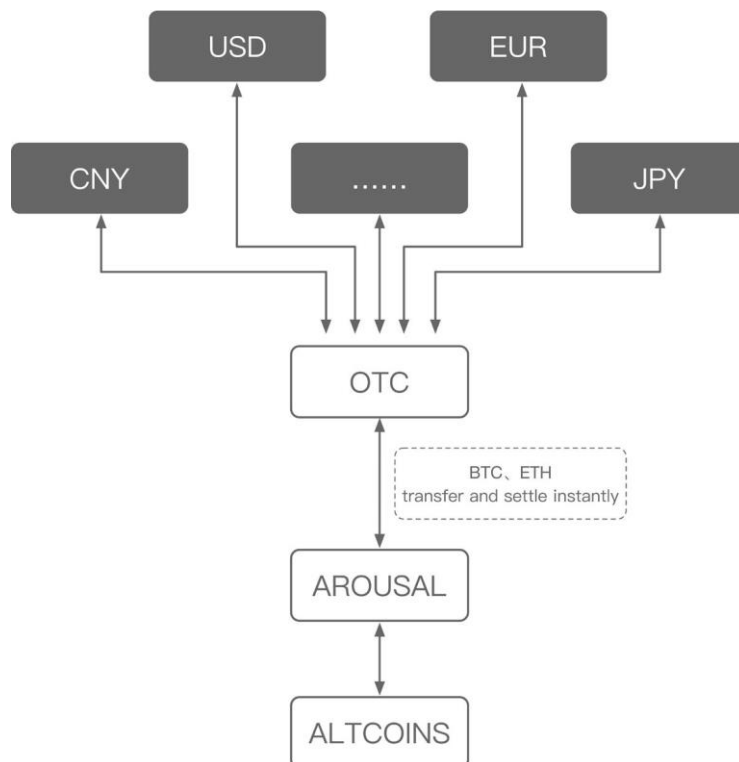 USD
EUR
CNY
......
JPY
OTC
BTC、ETH
transfer and settle instantly
AROUSAL
ALTCOINS